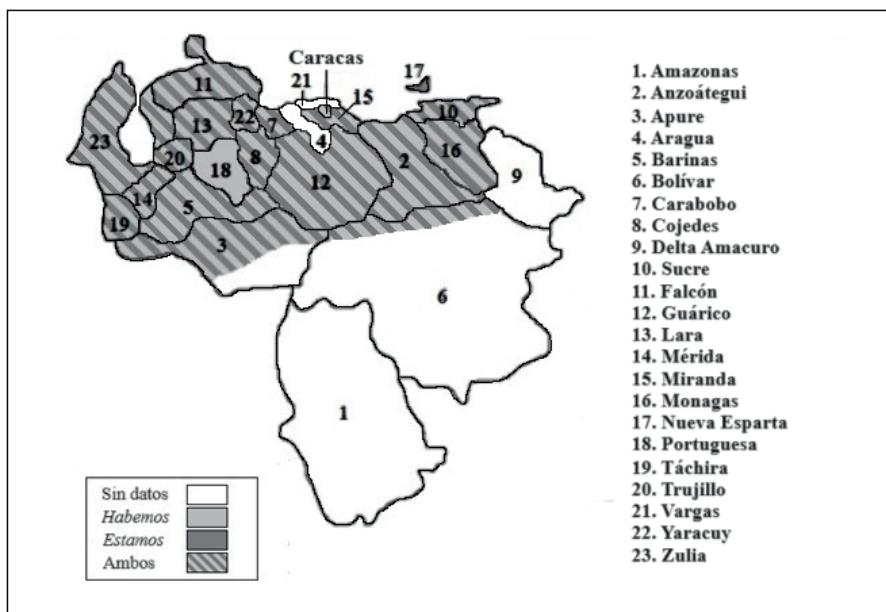 Caracas
17
21
11
15
22
10
13
7
23
4
20
18
8
2
16
12
9
14
5
19
3
6
1
1. Amazonas
2. Anzoátegui
3. Apure
4. Aragua
5. Barinas
6. Bolívar
7. Carabobo
8. Cojedes
9. Delta Amacuro
10. Sucre
11. Falcón
12. Guárico
13. Lara
14. Mérida
15. Miranda
16. Monagas
17. Nueva Esparta
18. Portuguesa
19. Táchira
20. Trujillo
21. Vargas
22. Yaracuy
23. Zulia
Sin datos
Habemos
Estamos
Ambos